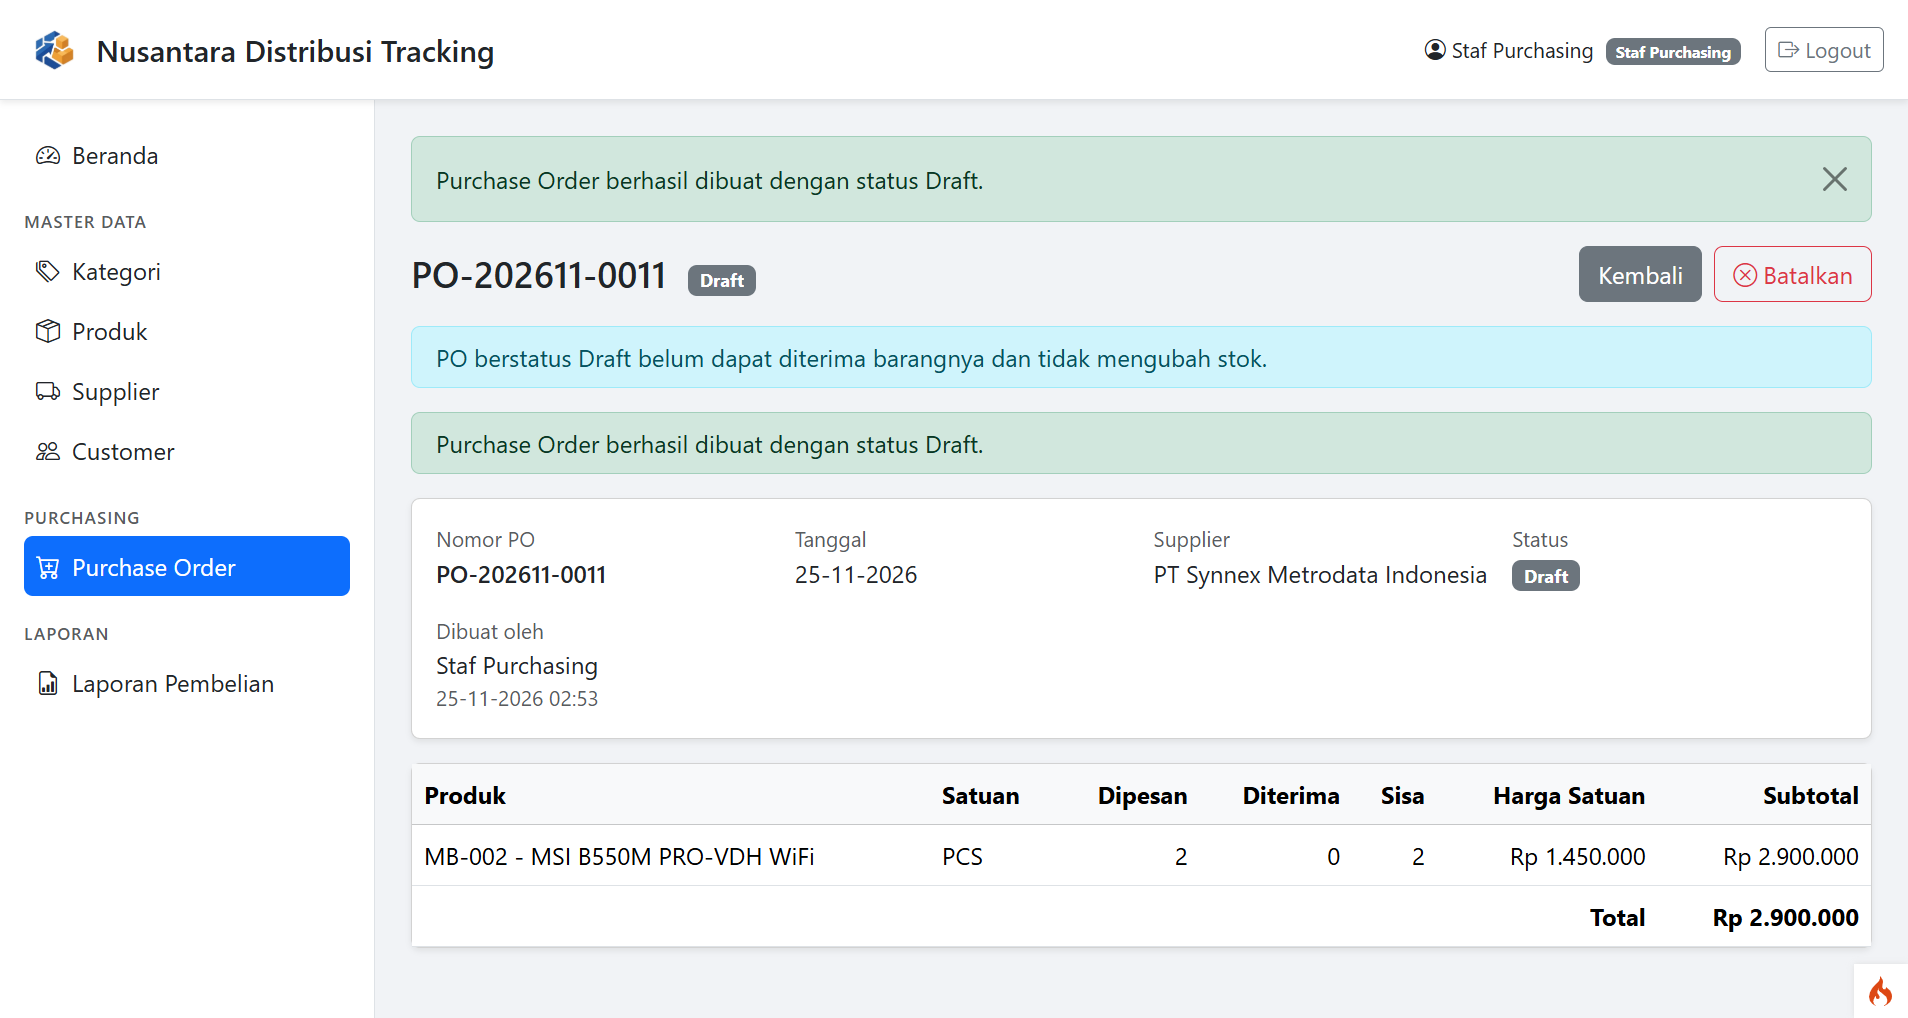 Nusantara Distribusi Tracking
Staf Purchasing Staf Purchasing Logout
Beranda
MASTER DATA
Kategori
Produk
Supplier
Customer
PURCHASING
Purchase Order
LAPORAN
Laporan Pembelian
Purchase Order berhasil dibuat dengan status Draft.
PO-202611-0011 Draft Kembali Batalkan
PO berstatus Draft belum dapat diterima barangnya dan tidak mengubah stok.
Purchase Order berhasil dibuat dengan status Draft.
Nomor PO Tanggal Supplier Status
PO-202611-0011 25-11-2026 PT Synnex Metrodata Indonesia Draft
Dibuat oleh
Staf Purchasing
25-11-2026 02:53
Produk Satuan Dipesan Diterima Sisa Harga Satuan Subtotal
MB-002 - MSI B550M PRO-VDH WiFi PCS 2 0 2 Rp 1.450.000 Rp 2.900.000
Total Rp 2.900.000